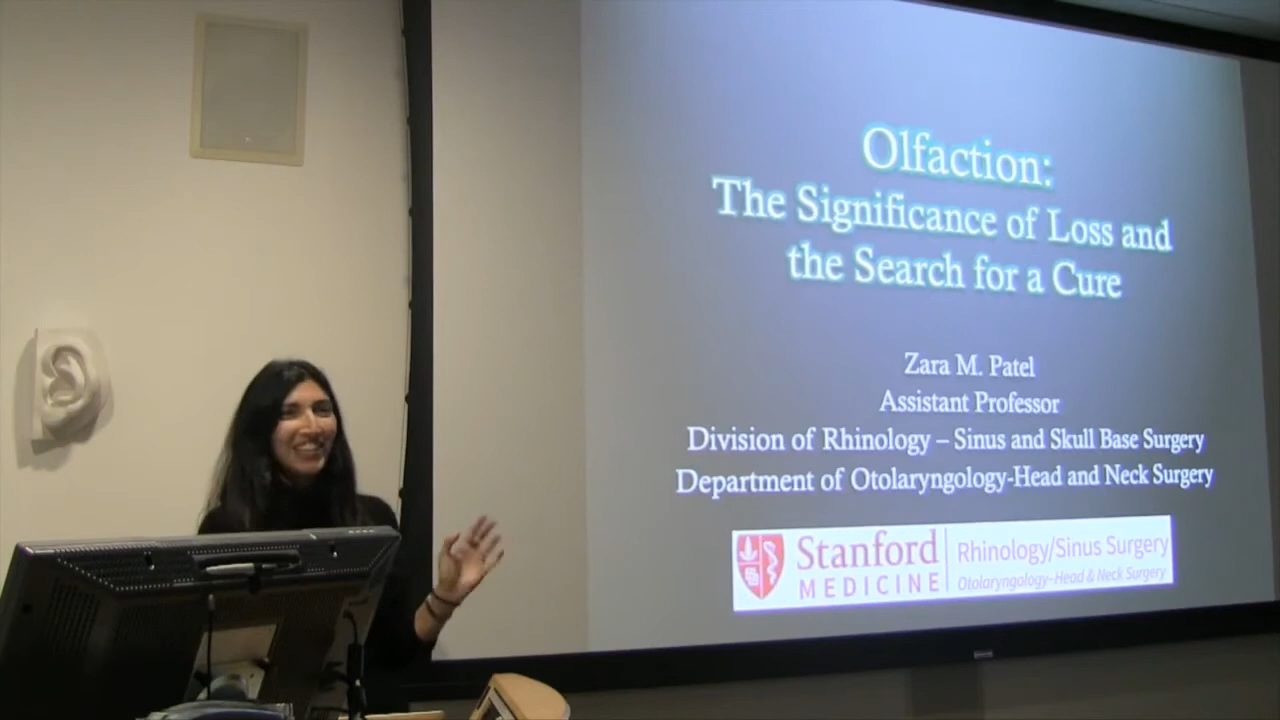 Olfaction:
The Significance of Loss and
the Search for a Cure
Zara M. Patel
Assistant Professor
Division of Rhinology – Sinus and Skull Base Surgery
Department of Otolaryngology-Head and Neck Surgery
Stanford
MEDICINE
Rhinology/Sinus Surgery
Otolaryngology–Head & Neck Surgery